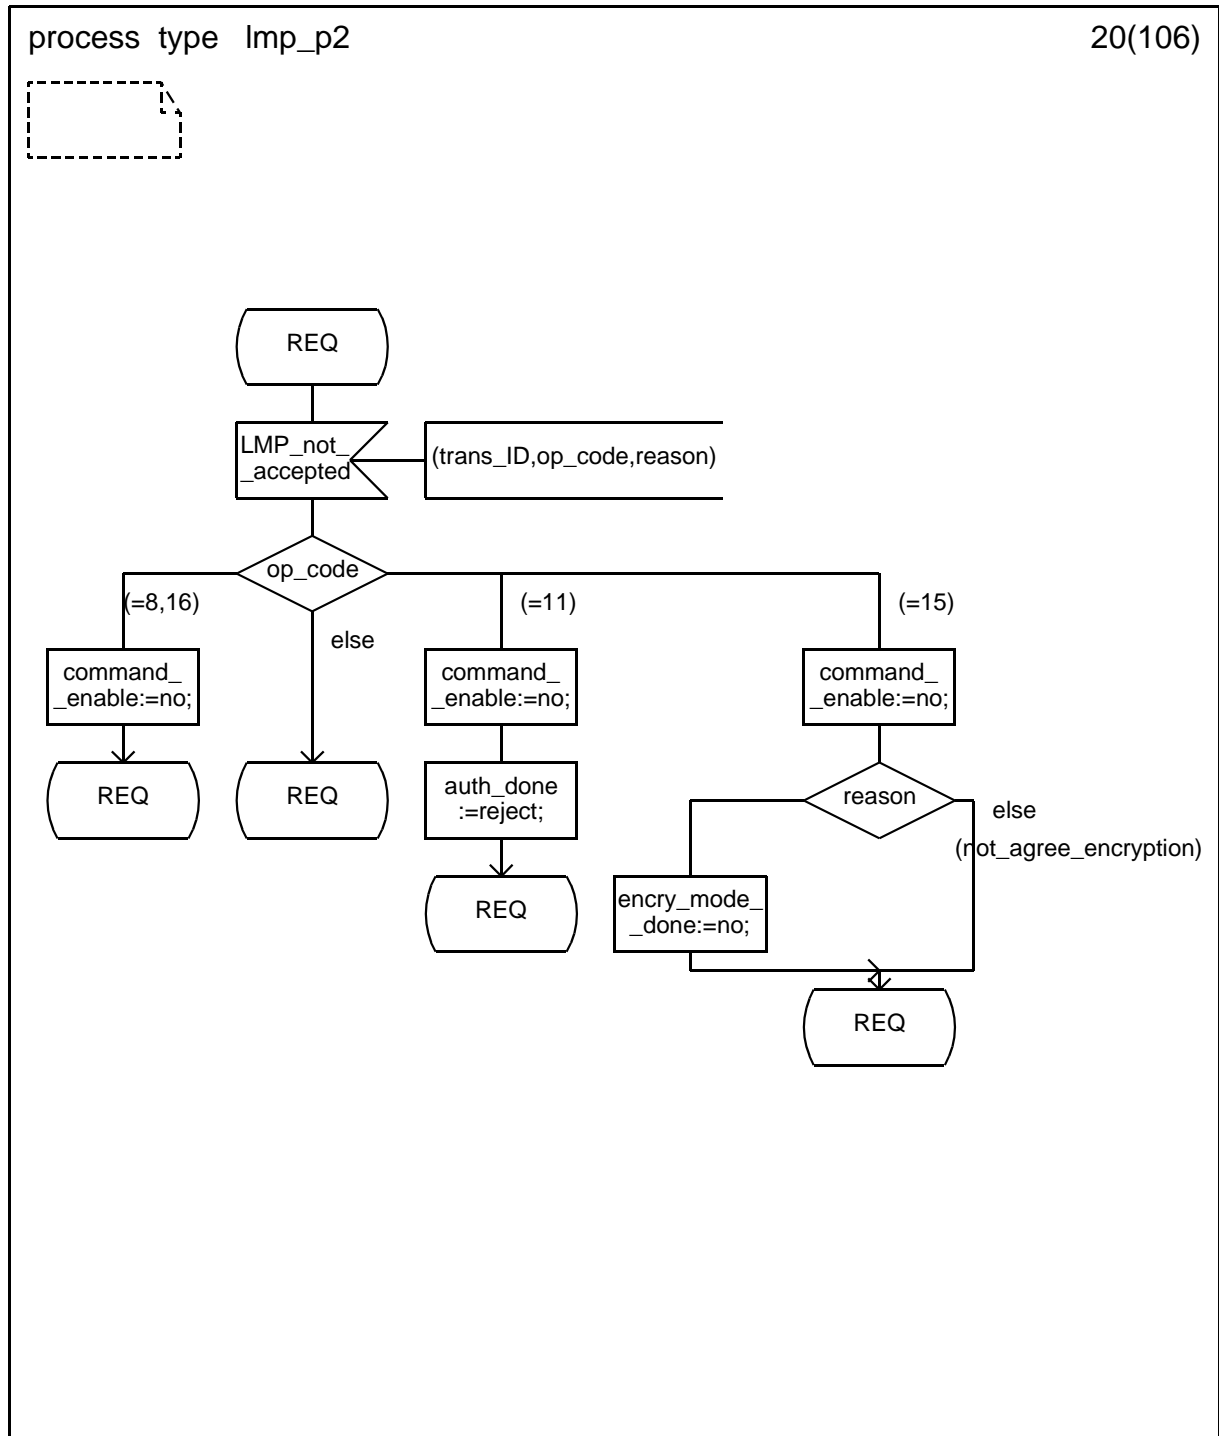 process type lmp_p2
20(106)
REQ
LMP_not_
_accepted
(trans_ID,op_code,reason)
op_code
(=8,16)
(=11)
(=15)
else
command_
_enable:=no;
command_
_enable:=no;
command_
_enable:=no;
REQ
REQ
auth_done
:=reject;
reason
else
(not_agree_encryption)
REQ
encry_mode_
_done:=no;
REQ